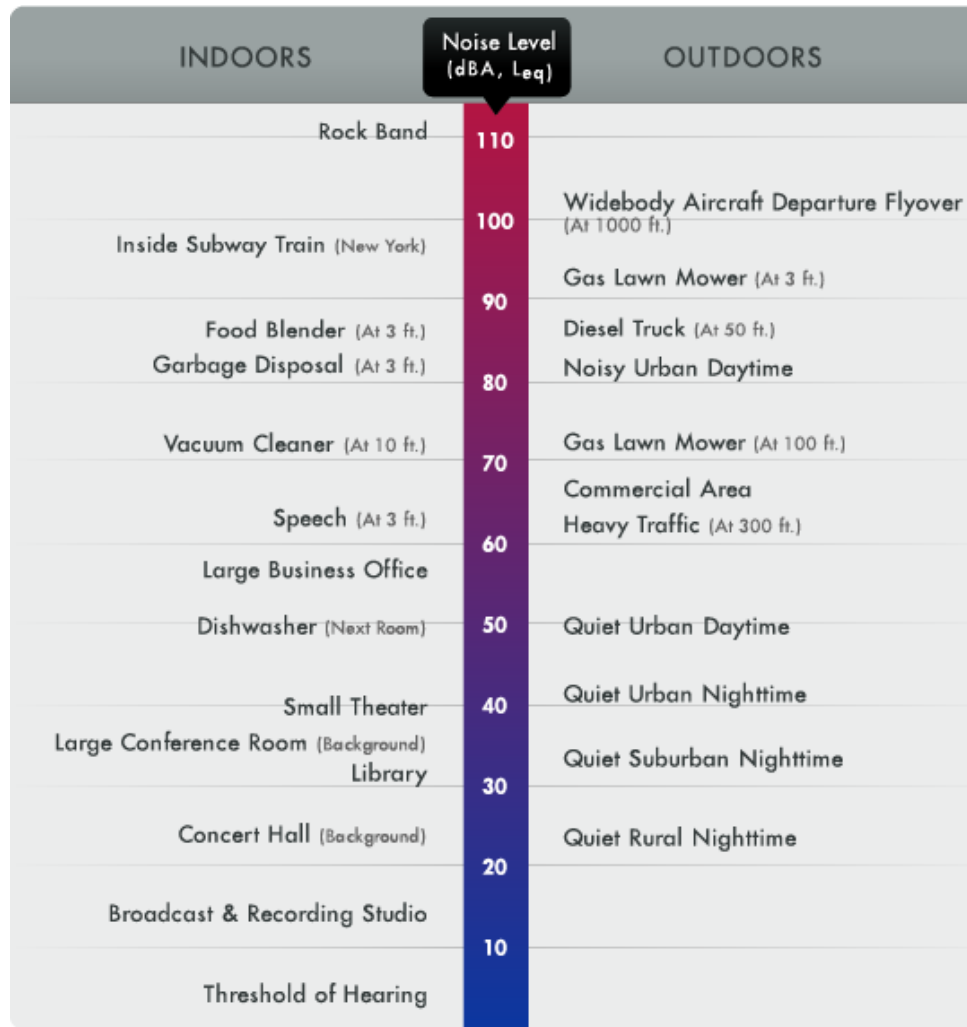 INDOORS
Noise Level
(dBA, Leq)
OUTDOORS
Rock Band
110
Widebody Aircraft Departure Flyover
(At 1000 ft.)
100
Inside Subway Train (New York)
Gas Lawn Mower (At 3 ft.)
90
Food Blender (At 3 ft.)
Diesel Truck (At 50 ft.)
Garbage Disposal (At 3 ft.)
Noisy Urban Daytime
80
Vacuum Cleaner (At 10 ft.)
Gas Lawn Mower (At 100 ft.)
70
Commercial Area
Speech (At 3 ft.)
Heavy Traffic (At 300 ft.)
60
Large Business Office
Dishwasher (Next Room)
50
Quiet Urban Daytime
Quiet Urban Nighttime
Small Theater
40
Large Conference Room (Background)
Quiet Suburban Nighttime
Library
30
Concert Hall (Background)
Quiet Rural Nighttime
20
Broadcast & Recording Studio
10
Threshold of Hearing